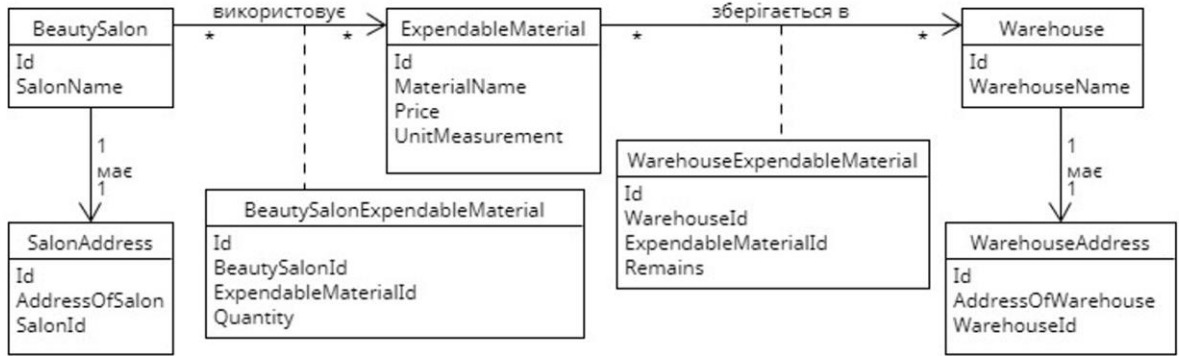 BeautySalon
Id
SalonName
використовує
*
*
ExpendableMaterial
Id
MaterialName
Price
UnitMeasurement
зберігається в
*
*
Warehouse
Id
WarehouseName
1
має
1
SalonAddress
Id
AddressOfSalon
SalonId
BeautySalonExpendableMaterial
Id
BeautySalonId
ExpendableMaterialId
Quantity
WarehouseExpendableMaterial
Id
WarehouseId
ExpendableMaterialId
Remains
1
має
1
WarehouseAddress
Id
AddressOfWarehouse
WarehouseId